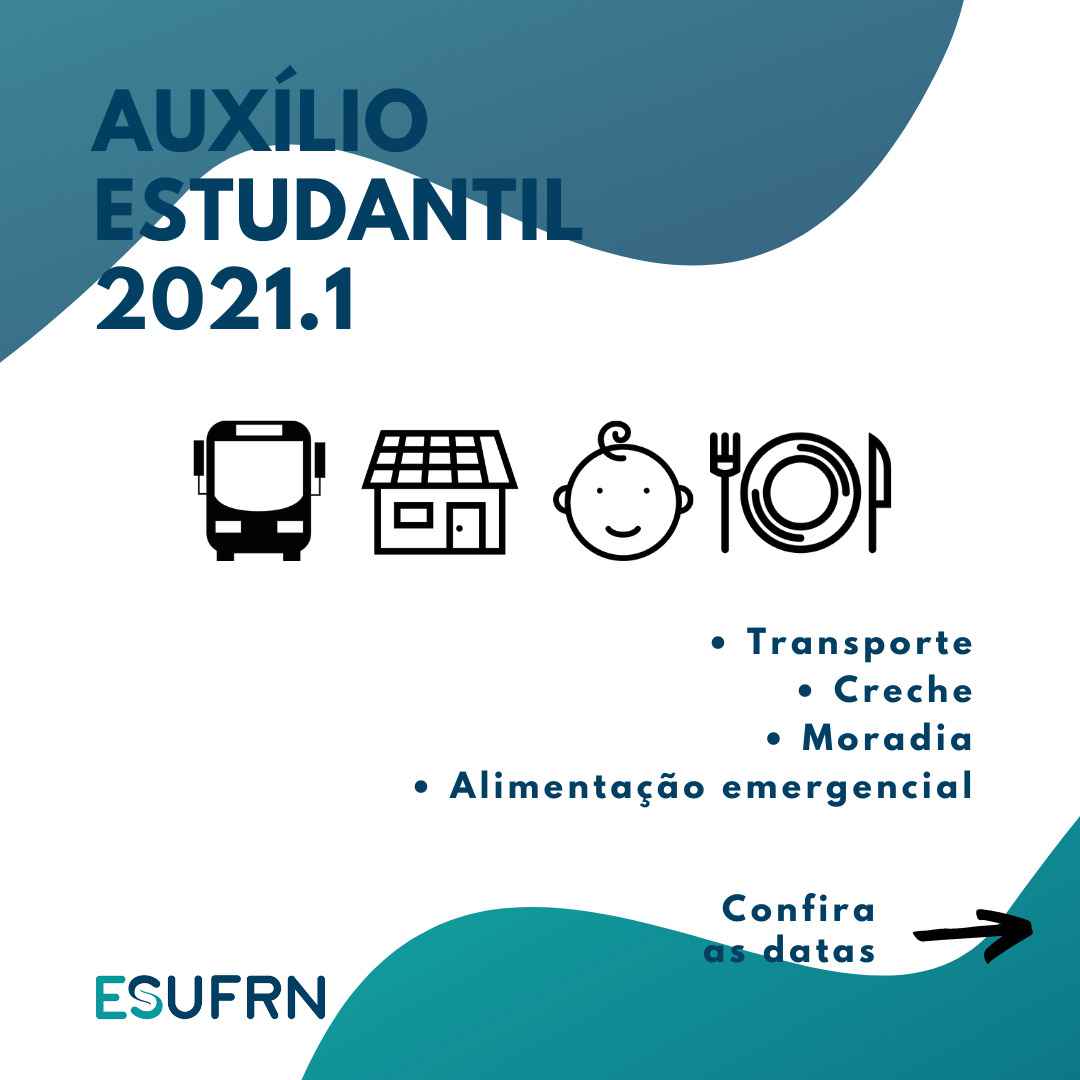 AUXÍLIO
ESTUDANTIL
2021.1
• Transporte
• Creche
• Moradia
• Alimentação emergencial
Confira
as datas
ESUFRN